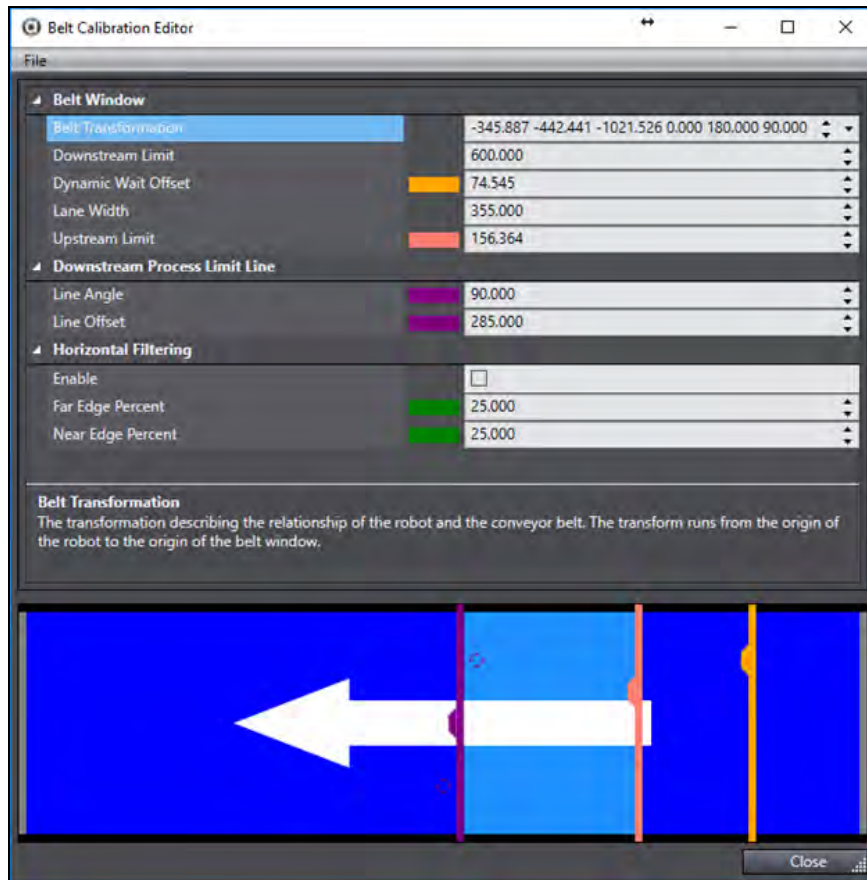 Belt Calibration Editor
File
Belt Window
Belt Transformation -345.887 -442.441 -1021.526 0.000 180.000 90.000
Downstream Limit 600.000
Dynamic Wait Offset 74.545
Lane Width 355.000
Upstream Limit 156.364
Downstream Process Limit Line
Line Angle 90.000
Line Offset 285.000
Horizontal Filtering
Enable
Far Edge Percent 25.000
Near Edge Percent 25.000
Belt Transformation
The transformation describing the relationship of the robot and the conveyor belt. The transform runs from the origin of
the robot to the origin of the belt window.
Close